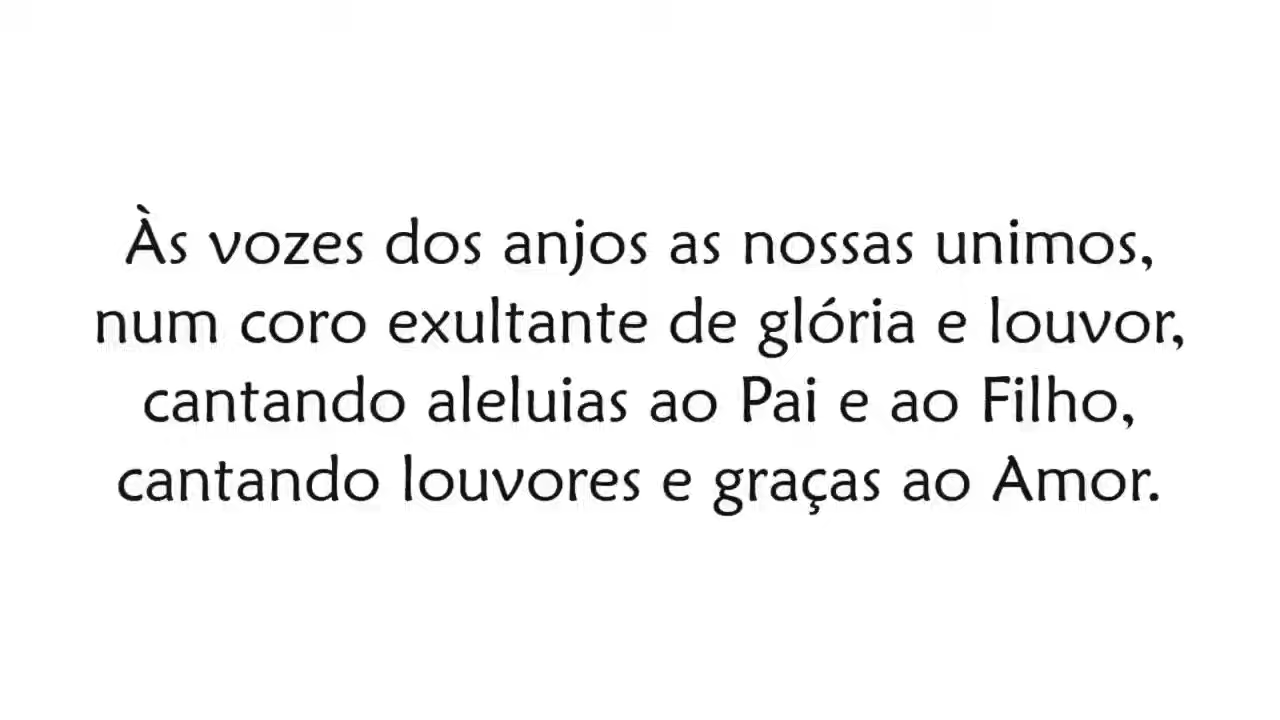 Às vozes dos anjos as nossas unimos,
num coro exultante de glória e louvor,
cantando aleluias ao Pai e ao Filho,
cantando louvores e graças ao Amor.